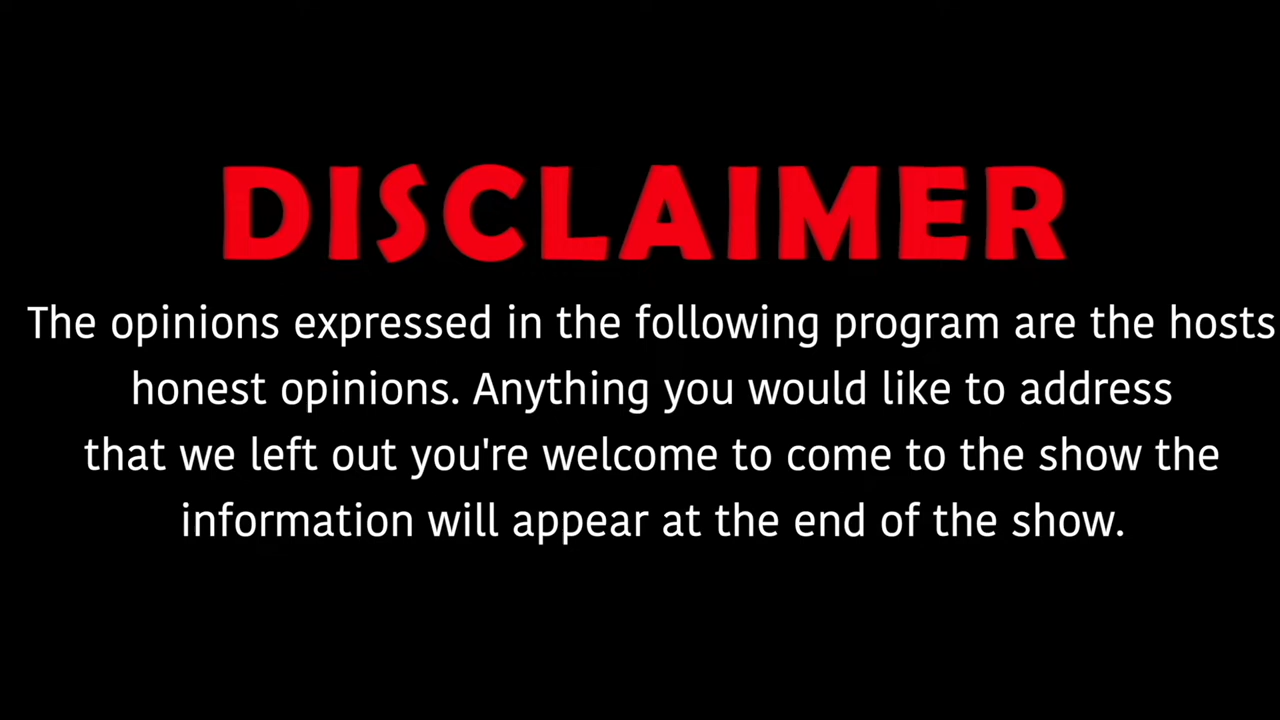 DISCLAIMER
The opinions expressed in the following program are the hosts
honest opinions. Anything you would like to address
that we left out you're welcome to come to the show the
information will appear at the end of the show.